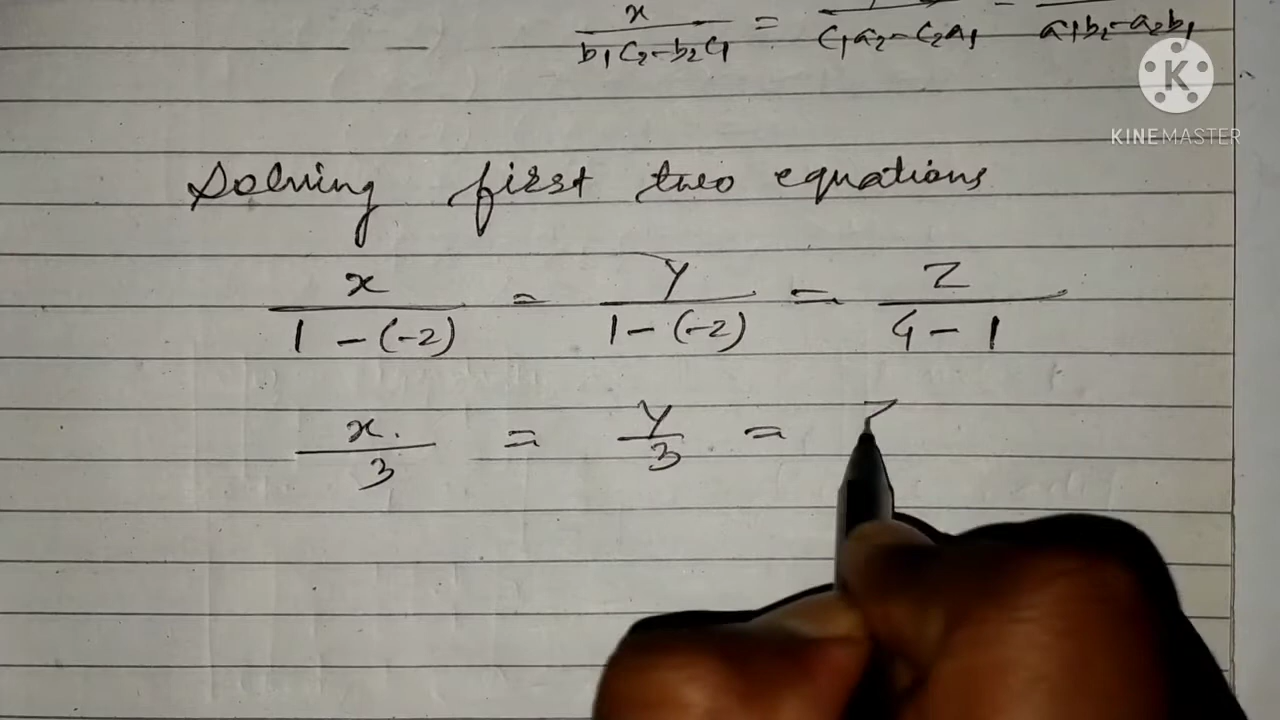 x/(b₁c₂-b₂c₁) = /(c₁a₂-c₂a₁) = /(a₁b₂-a₂b₁)
K
KINEMASTER
Solving first two equations
x/(1-(-2)) = y/(1-(-2)) = z/(4-1)
x/3 = y/3 =